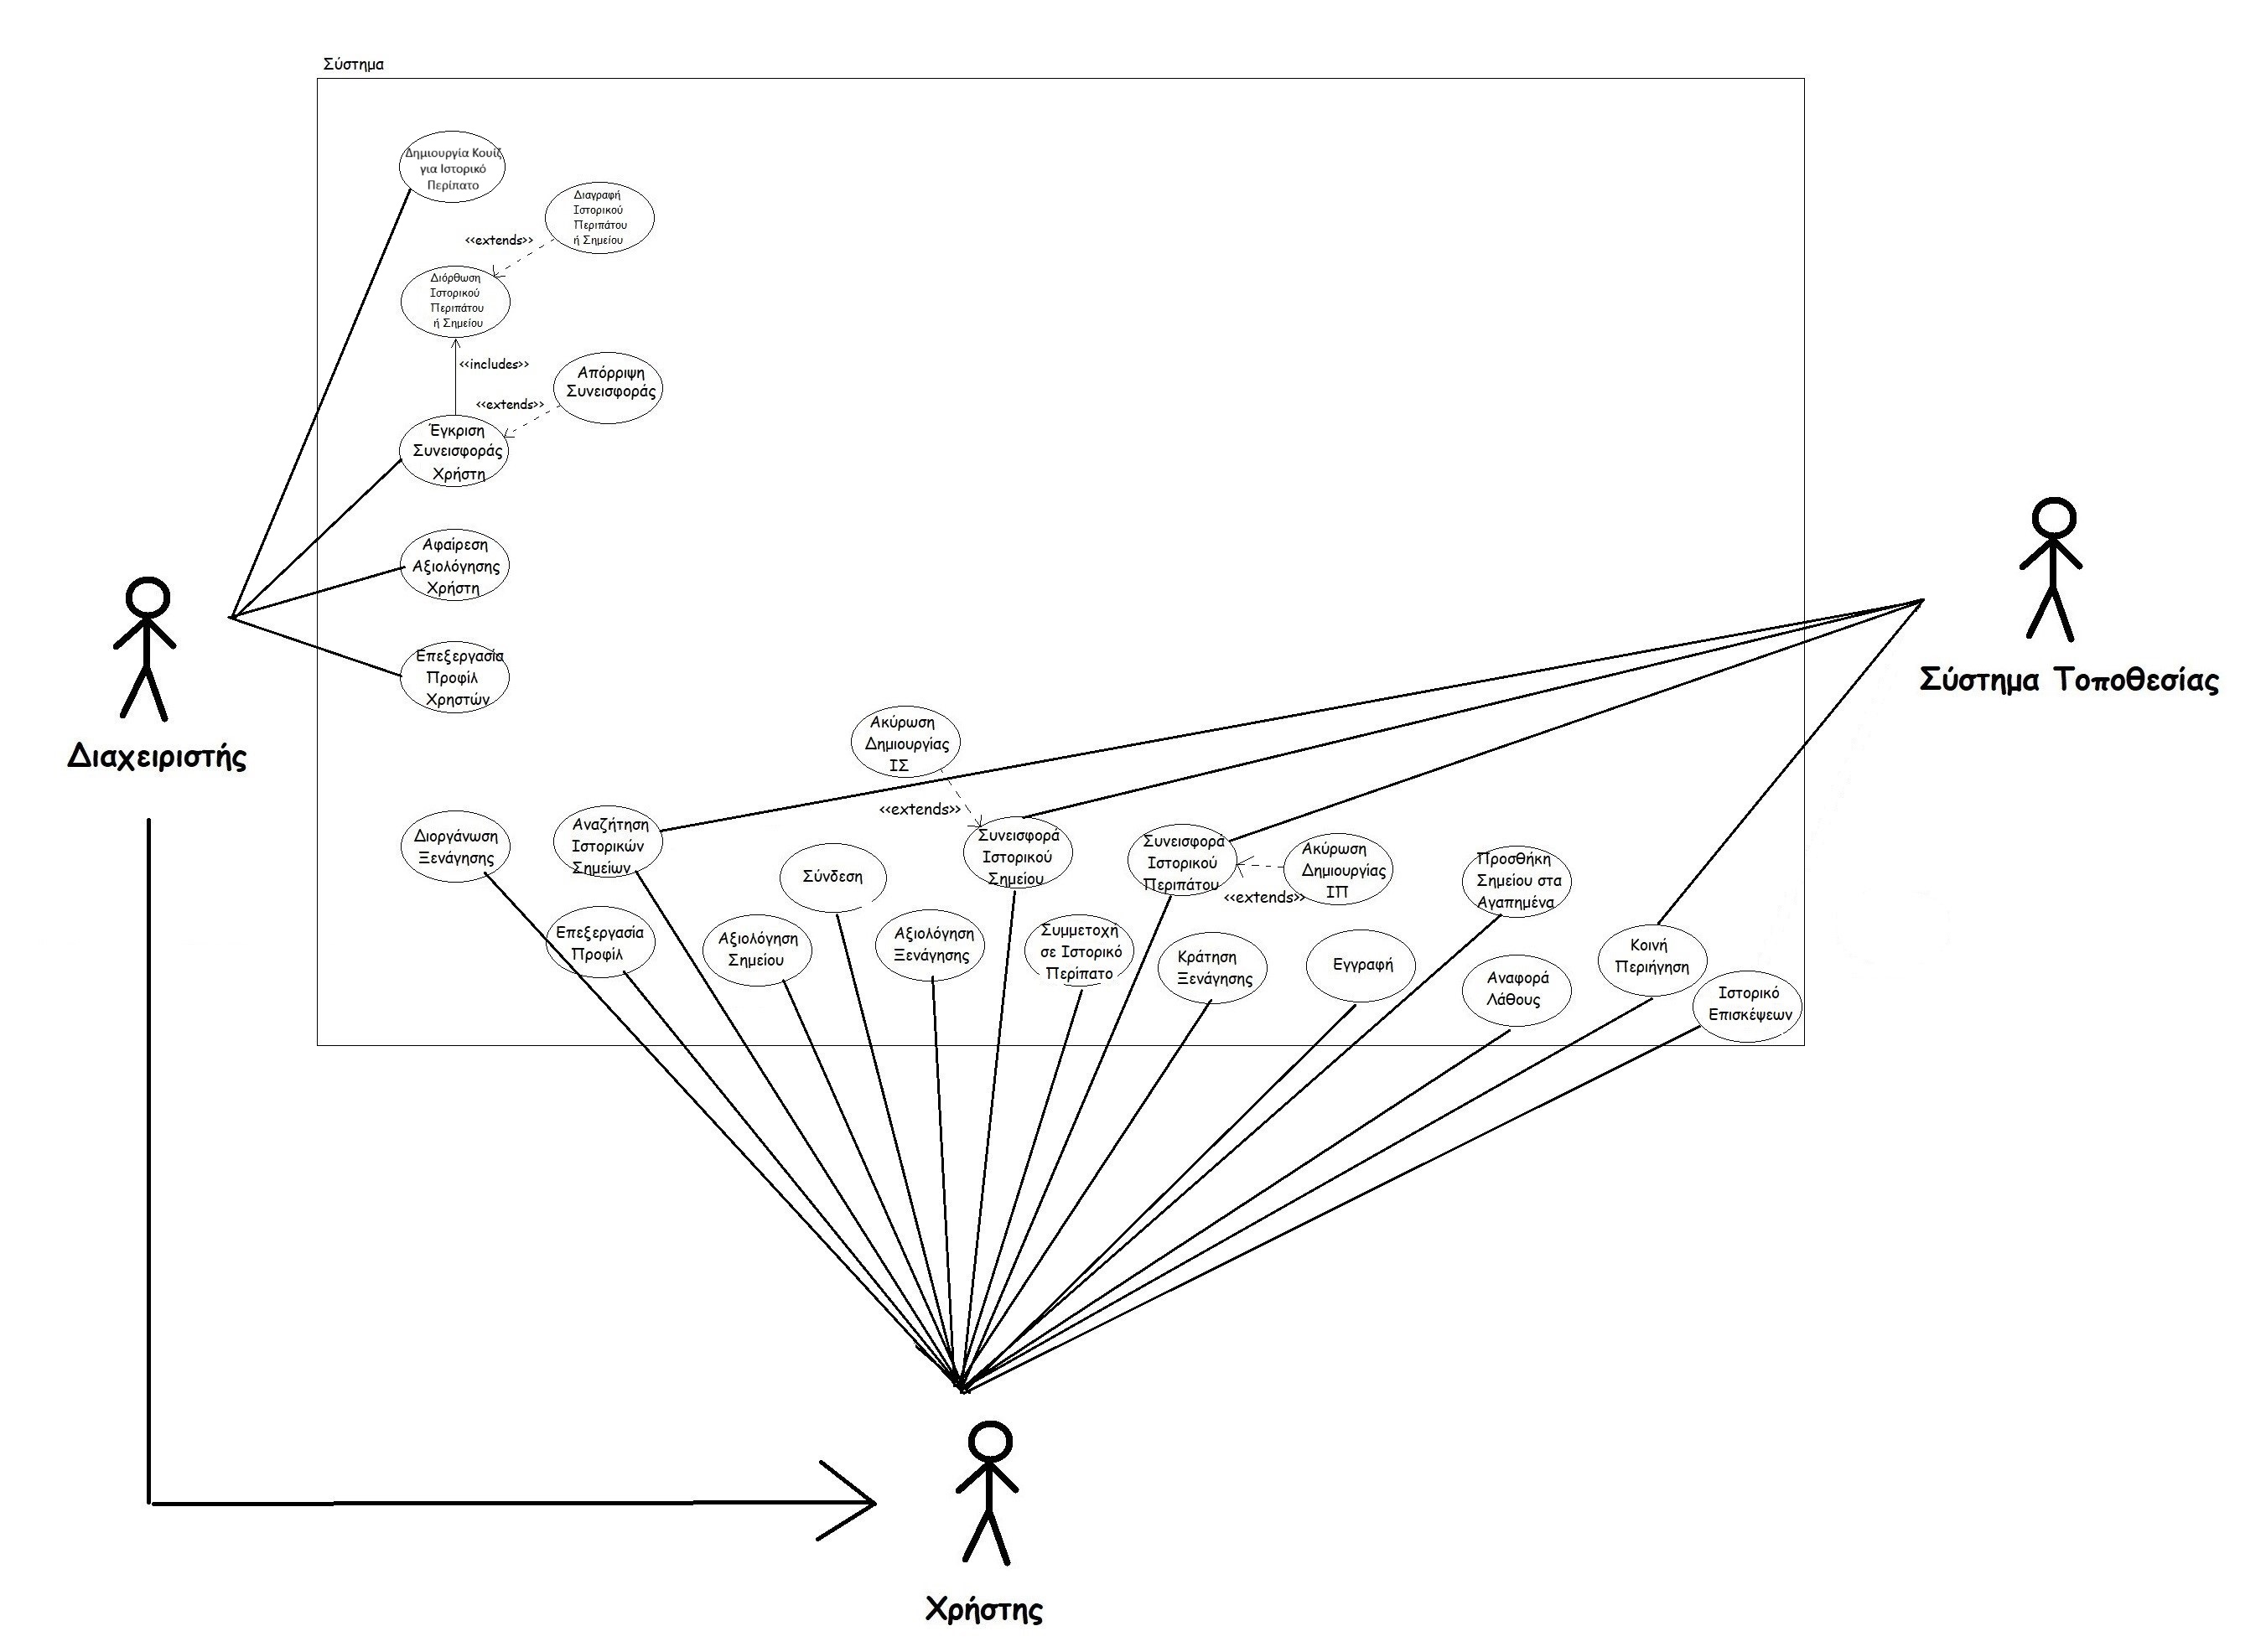 Σύστημα
Δημιουργία Κουίζ
για Ιστορικό
Περίπατο
Διαγραφή
Ιστορικού
Περιπάτου
ή Σημείου
<<extends>>
Διόρθωση
Ιστορικού
Περιπάτου
ή Σημείου
<<includes>>
Απόρριψη
Συνεισφοράς
<<extends>>
Έγκριση
Συνεισφοράς
Χρήστη
Αφαίρεση
Αξιολόγησης
Χρήστη
Επεξεργασία
Προφίλ
Χρηστών
Διαχειριστής
Σύστημα Τοποθεσίας
Ακύρωση
Δημιουργίας
ΙΣ
<<extends>>
Διοργάνωση
Ξενάγησης
Αναζήτηση
Ιστορικών
Σημείων
Σύνδεση
Συνεισφορά
Ιστορικού
Σημείου
Συνεισφορά
Ιστορικού
Περιπάτου
Ακύρωση
Δημιουργίας
ΙΠ
<<extends>>
Προσθήκη
Σημείου στα
Αγαπημένα
Επεξεργασία
Προφίλ
Αξιολόγηση
Σημείου
Αξιολόγηση
Ξενάγησης
Συμμετοχή
σε Ιστορικό
Περίπατο
Κράτηση
Ξενάγησης
Εγγραφή
Αναφορά
Λάθους
Κοινή
Περιήγηση
Ιστορικό
Επισκέψεων
Χρήστης